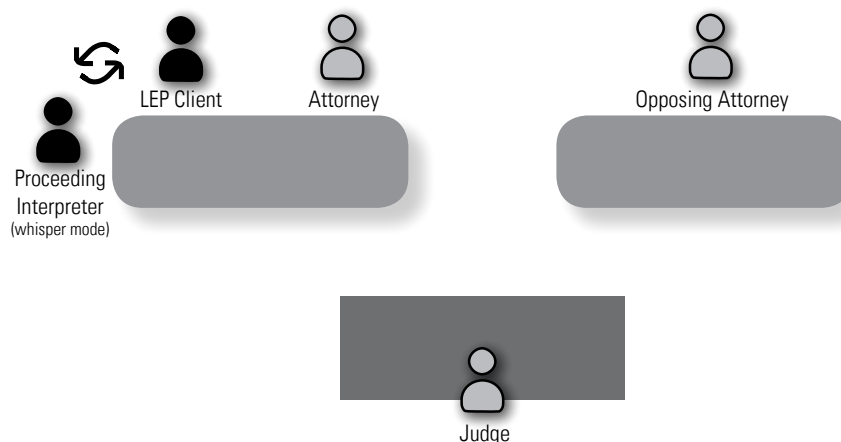 LEP Client
Attorney
Opposing Attorney
Proceeding
Interpreter
(whisper mode)
Judge